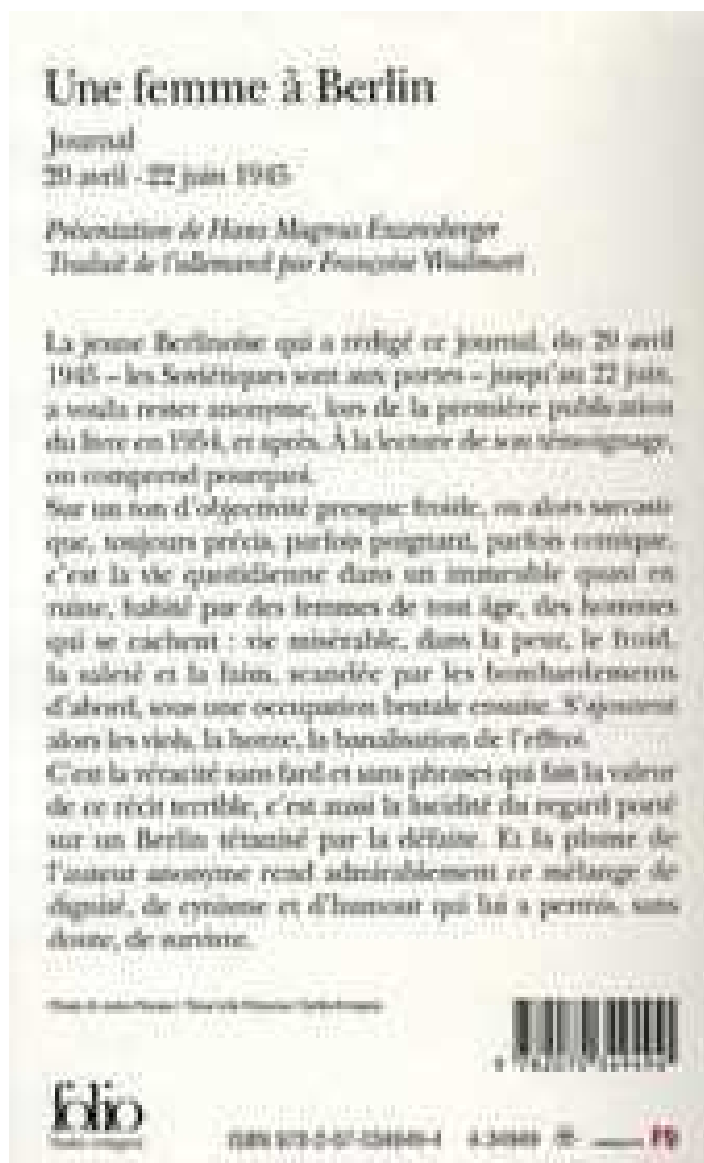 Une femme à Berlin
Journal
20 avril - 22 juin 1945
Présentation de Hans Magnus Enzensberger
Traduit de l'allemand par Françoise Wuilmart
La jeune Berlinoise qui a rédigé ce journal, du 20 avril
1945 – les Soviétiques sont aux portes – jusqu'au 22 juin,
a voulu rester anonyme, lors de la première publication
du livre en 1954, et après. À la lecture de son témoignage,
on comprend pourquoi.
Sur un ton d'objectivité presque froide, ou alors sarcasti-
que, toujours précis, parfois poignant, parfois comique,
c'est la vie quotidienne dans un immeuble quasi en
ruine, habité par des femmes de tout âge, des hommes
qui se cachent : vie misérable, dans la peur, le froid,
la saleté et la faim, scandée par les bombardements
d'abord, sous une occupation brutale ensuite. S'ajoutent
alors les viols, la honte, la banalisation de l'effroi.
C'est la véracité sans fard et sans phrases qui fait la valeur
de ce récit terrible, c'est aussi la lucidité du regard porté
sur un Berlin tétanisé par la défaite. Et la plume de
l'auteur anonyme rend admirablement ce mélange de
dignité, de cynisme et d'humour qui lui a permis, sans
doute, de survivre.
folio
ISBN 978-2-07-034949-4